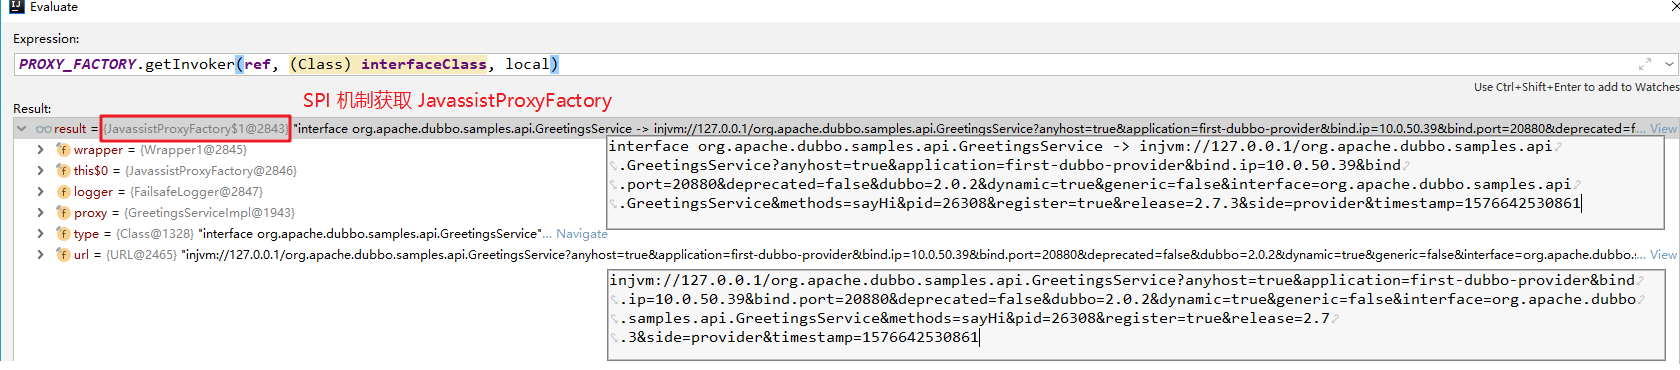 Evaluate
Expression:
PROXY_FACTORY.getInvoker(ref, (Class) interfaceClass, local)
Use Ctrl+Shift+Enter to add to Watches
SPI 机制获取 JavassistProxyFactory
Result:
result = {JavassistProxyFactory$1@2843} "interface org.apache.dubbo.samples.api.GreetingsService -> injvm://127.0.0.1/org.apache.dubbo.samples.api.GreetingsService?anyhost=true&application=first-dubbo-provider&bind.ip=10.0.50.39&bind.port=20880&deprecated=f... View
wrapper = {Wrapper1@2845}
this$0 = {JavassistProxyFactory@2846}
logger = {FailsafeLogger@2847}
proxy = {GreetingsServiceImpl@1943}
type = {Class@1328} "interface org.apache.dubbo.samples.api.GreetingsService"... Navigate
interface org.apache.dubbo.samples.api.GreetingsService -> injvm://127.0.0.1/org.apache.dubbo.samples.api
.GreetingsService?anyhost=true&application=first-dubbo-provider&bind.ip=10.0.50.39&bind
.port=20880&deprecated=false&dubbo=2.0.2&dynamic=true&generic=false&interface=org.apache.dubbo.samples.api
.GreetingsService&methods=sayHi&pid=26308&register=true&release=2.7.3&side=provider&timestamp=1576642530861
url = {URL@2465} "injvm://127.0.0.1/org.apache.dubbo.samples.api.GreetingsService?anyhost=true&application=first-dubbo-provider&bind.ip=10.0.50.39&bind.port=20880&deprecated=false&dubbo=2.0.2&dynamic=true&generic=false&interface=org.apache.dubbo.... View
injvm://127.0.0.1/org.apache.dubbo.samples.api.GreetingsService?anyhost=true&application=first-dubbo-provider&bind
.ip=10.0.50.39&bind.port=20880&deprecated=false&dubbo=2.0.2&dynamic=true&generic=false&interface=org.apache.dubbo
.samples.api.GreetingsService&methods=sayHi&pid=26308&register=true&release=2.7
.3&side=provider&timestamp=1576642530861